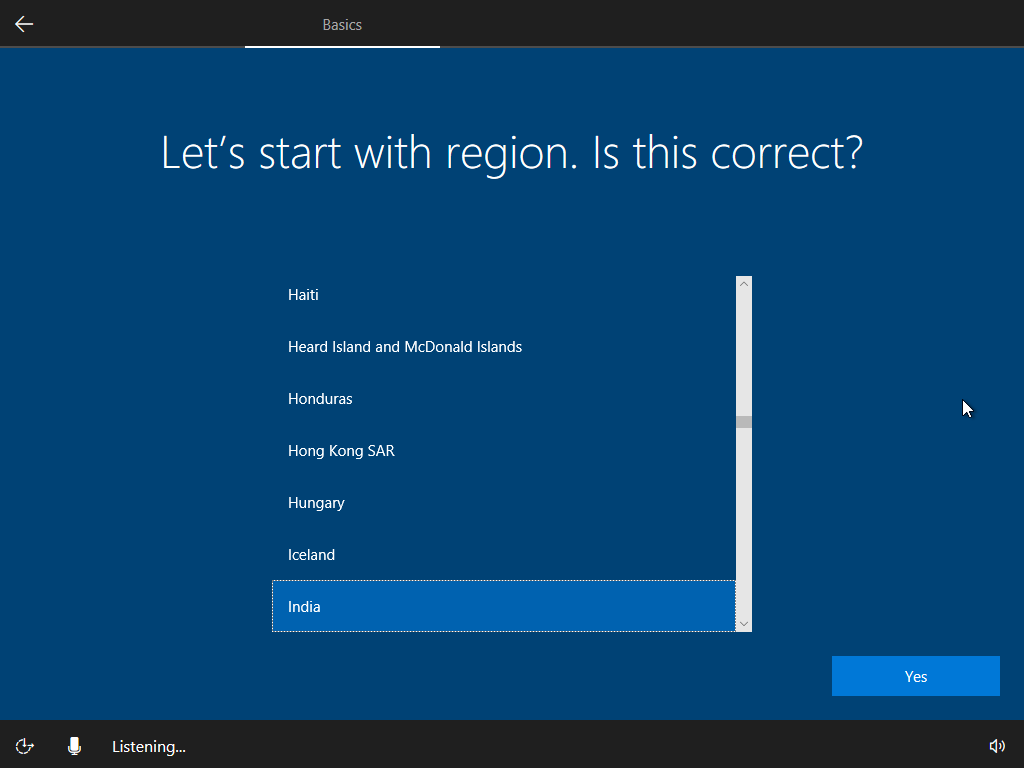 Basics
Let's start with region. Is this correct?
Haiti
Heard Island and McDonald Islands
Honduras
Hong Kong SAR
Hungary
Iceland
India
Yes
Listening...